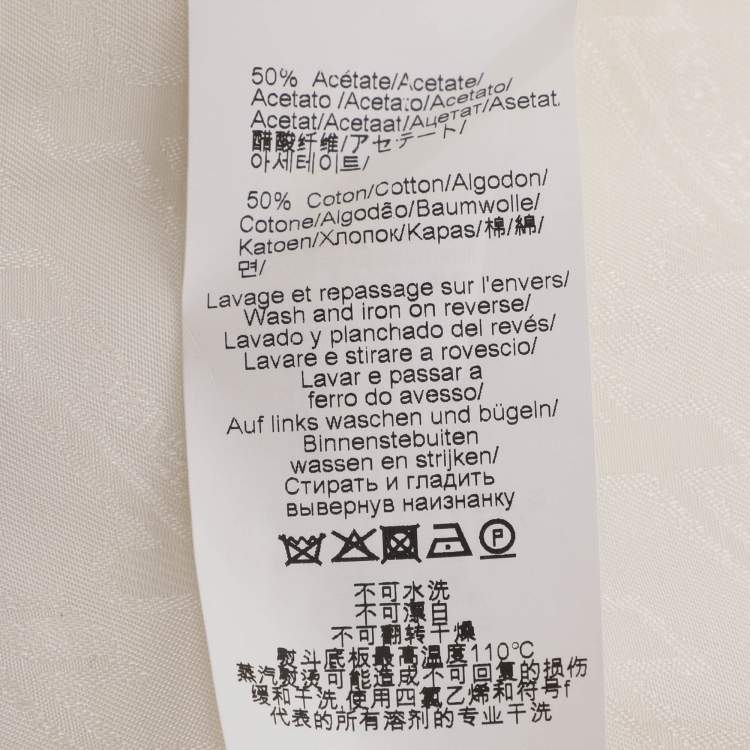 50% Acétate/Acetate/
Acetato /Acetato/Acetato/
Acetat/Acetaat/Ацетат/Asetat
醋酸纤维/アセテート/
아세테이트/
50% Coton/Cotton/Algodon/
Cotone/Algodão/Baumwolle/
Katoen/Хлопок/Kapas/棉/綿/
면/
Lavage et repassage sur l'envers/
Wash and iron on reverse/
Lavado y planchado del revés/
Lavare e stirare a rovescio/
Lavar e passar a
ferro do avesso/
Auf links waschen und bügeln/
Binnenstebuiten
wassen en strijken/
Стирать и гладить
вывернув наизнанку
P
不可水洗
不可漂白
不可翻转干燥
熨斗底板最高温度110°C
蒸汽熨烫可能造成不可回复的损伤
缓和干洗,使用四氯乙烯和符号f
代表的所有溶剂的专业干洗